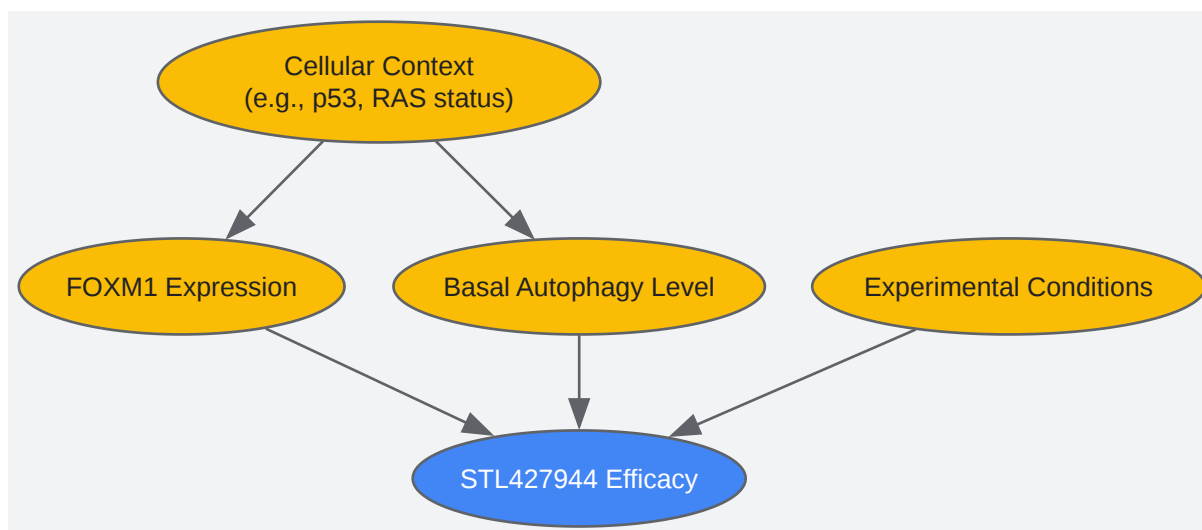 Cellular Context
(e.g., p53, RAS status)
FOXM1 Expression
Basal Autophagy Level
Experimental Conditions
STL427944 Efficacy